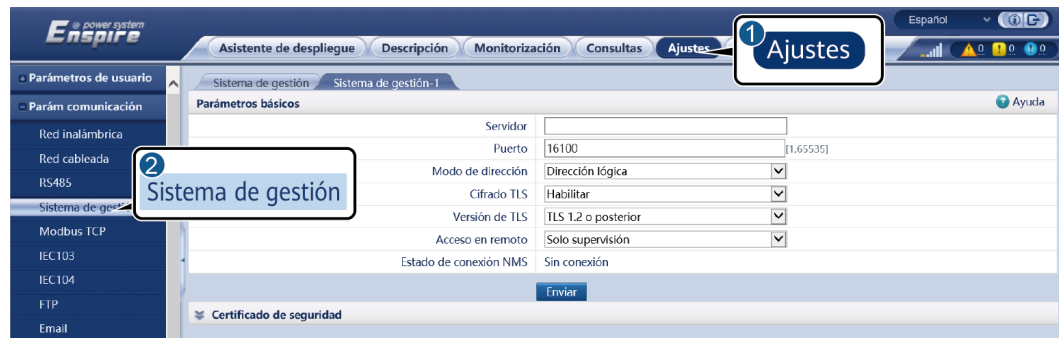 e power system
Enspire
Español
Asistente de despliegue Descripción Monitorización Consultas Ajustes
1 Ajustes
0 0 0
Parámetros de usuario
Parám comunicación
Red inalámbrica
Red cableada
RS485
Sistema de gesti
Modbus TCP
IEC103
IEC104
FTP
Email
2
Sistema de gestión
Sistema de gestión Sistema de gestión-1
Parámetros básicos Ayuda
Servidor
Puerto 16100 [1,65535]
Modo de dirección Dirección lógica
Cifrado TLS Habilitar
Versión de TLS TLS 1.2 o posterior
Acceso en remoto Solo supervisión
Estado de conexión NMS Sin conexión
Enviar
Certificado de seguridad